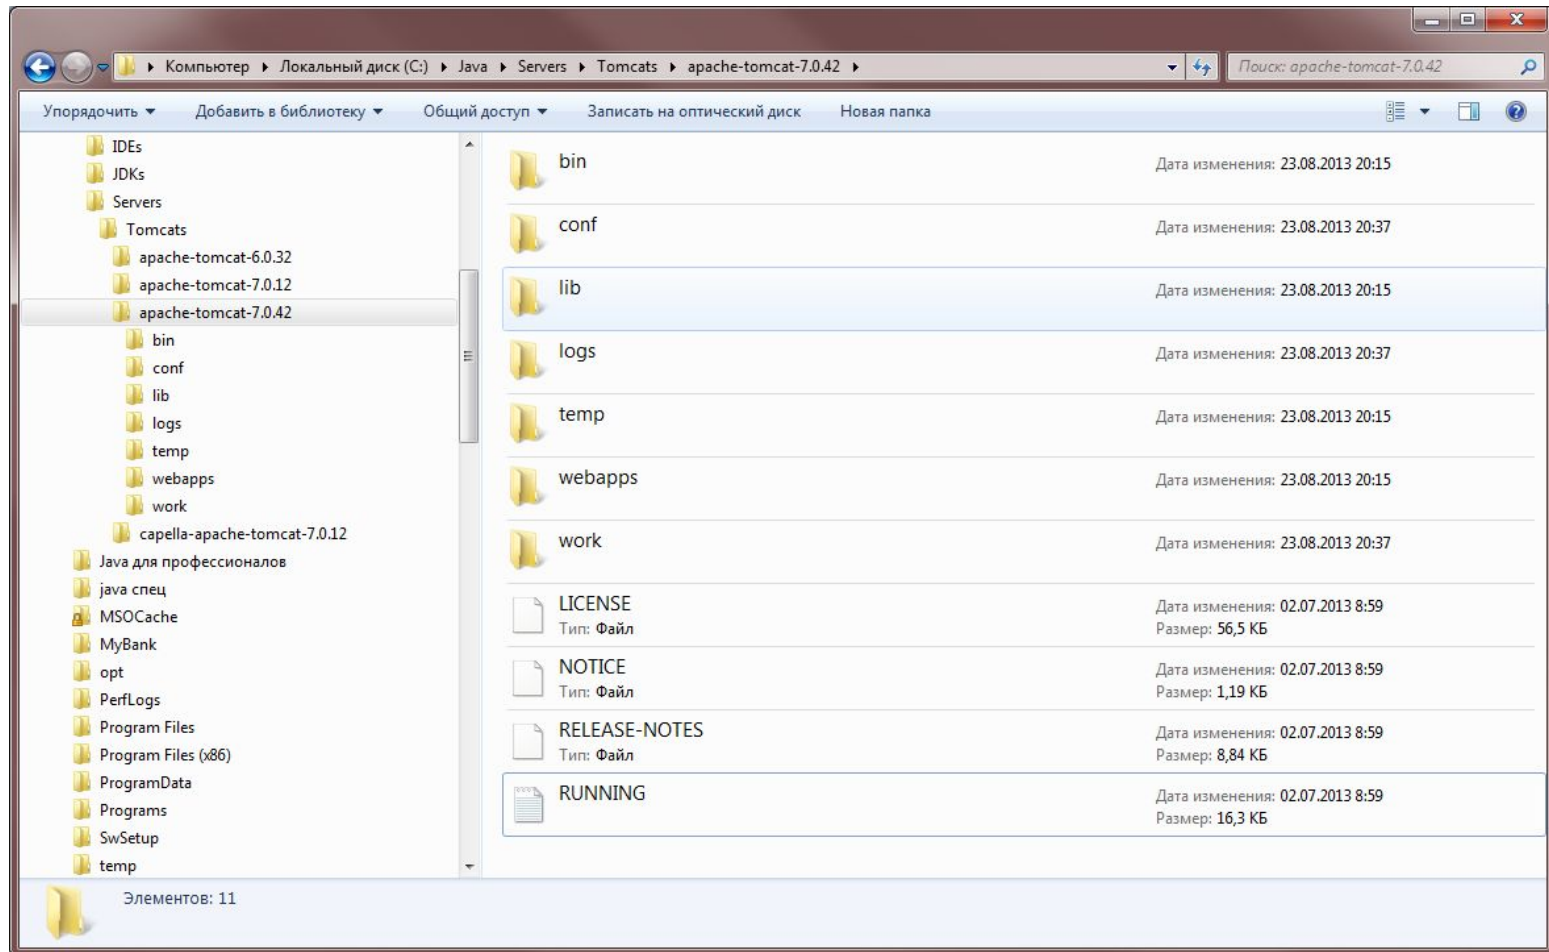 Компьютер Локальный диск (C:) Java Servers Tomcats apache-tomcat-7.0.42 Поиск: apache-tomcat-7.0.42
Упорядочить Добавить в библиотеку Общий доступ Записать на оптический диск Новая папка
IDEs
JDKs
Servers
Tomcats
apache-tomcat-6.0.32
apache-tomcat-7.0.12
apache-tomcat-7.0.42
bin
conf
lib
logs
temp
webapps
work
capella-apache-tomcat-7.0.12
Java для профессионалов
java спец
MSOCache
MyBank
opt
PerfLogs
Program Files
Program Files (x86)
ProgramData
Programs
SwSetup
temp
bin Дата изменения: 23.08.2013 20:15
conf Дата изменения: 23.08.2013 20:37
lib Дата изменения: 23.08.2013 20:15
logs Дата изменения: 23.08.2013 20:37
temp Дата изменения: 23.08.2013 20:15
webapps Дата изменения: 23.08.2013 20:15
work Дата изменения: 23.08.2013 20:37
LICENSE Дата изменения: 02.07.2013 8:59
Тип: Файл Размер: 56,5 КБ
NOTICE Дата изменения: 02.07.2013 8:59
Тип: Файл Размер: 1,19 КБ
RELEASE-NOTES Дата изменения: 02.07.2013 8:59
Тип: Файл Размер: 8,84 КБ
RUNNING Дата изменения: 02.07.2013 8:59
Размер: 16,3 КБ
Элементов: 11